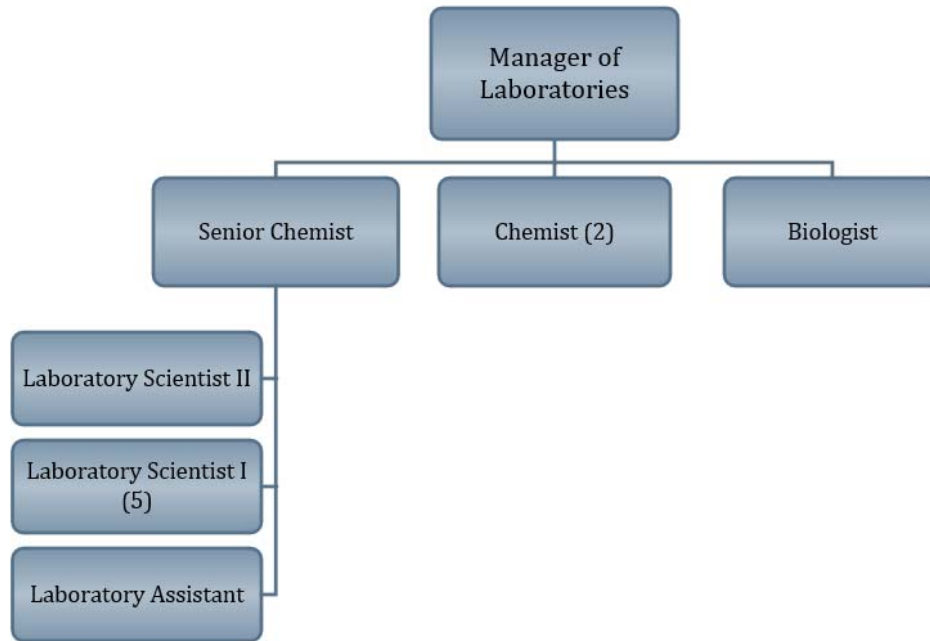 Manager of
Laboratories
Senior Chemist
Chemist (2)
Biologist
Laboratory Scientist II
Laboratory Scientist I
(5)
Laboratory Assistant